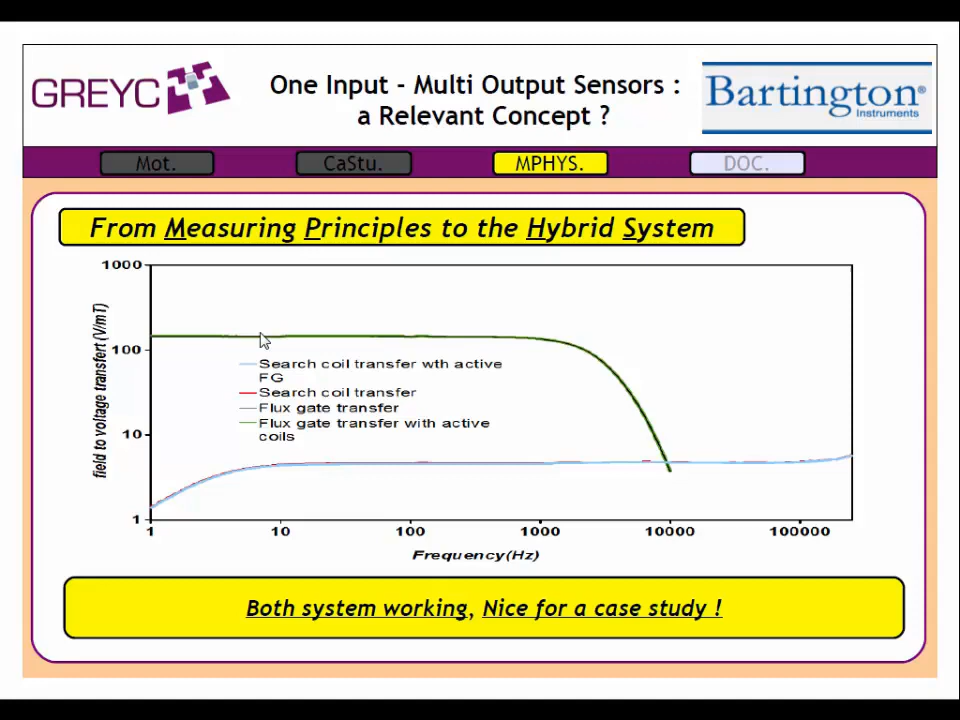 GREYC
One Input - Multi Output Sensors :
a Relevant Concept ?
Bartington®
Instruments
Mot.
CaStu.
MPHYS.
DOC.
From Measuring Principles to the Hybrid System
1000
100
10
1
field to voltage transfert (V/mT)
Search coil transfer wth active
FG
Search coil transfer
Flux gate transfer
Flux gate transfer with active
coils
1 10 100 1000 10000 100000
Frequency(Hz)
Both system working, Nice for a case study !